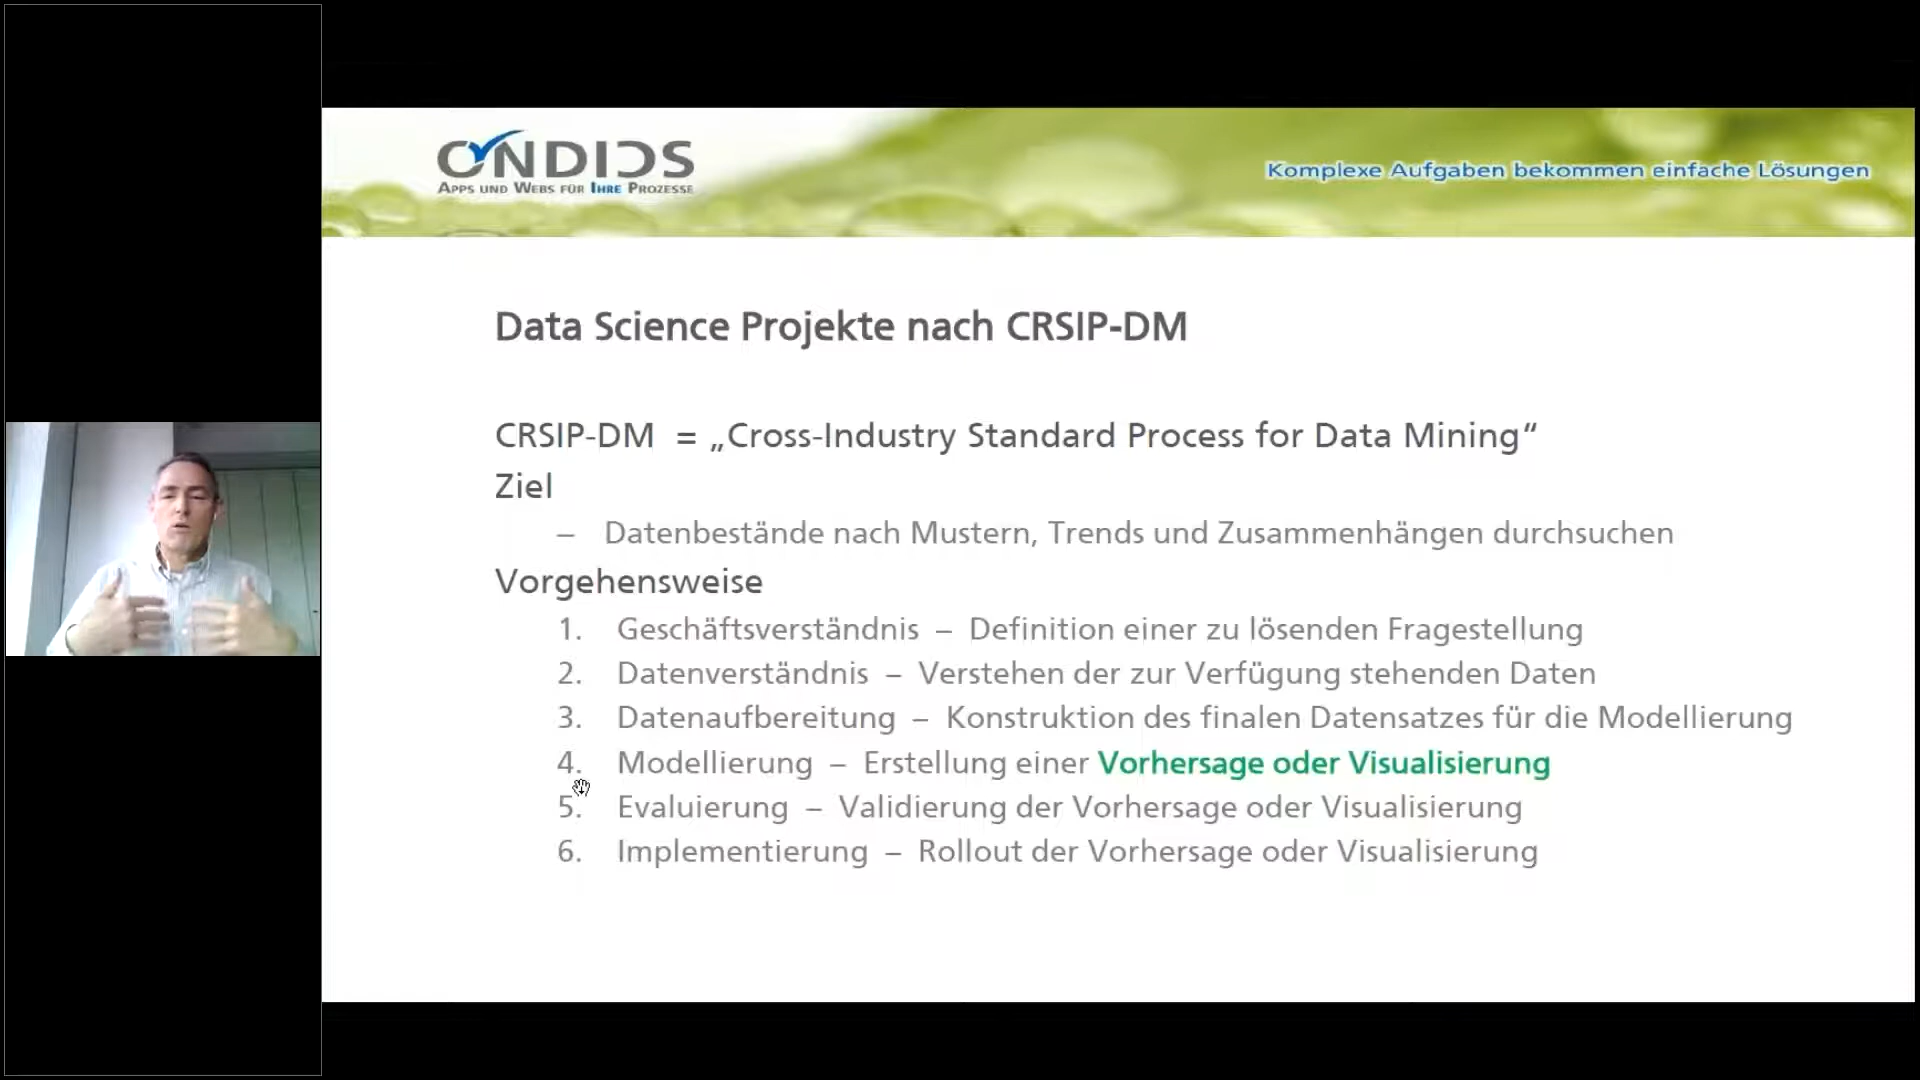 CYNDICS
APPS UND WEBS FÜR IHRE PROZESSE
Komplexe Aufgaben bekommen einfache Lösungen
Data Science Projekte nach CRSIP-DM
CRSIP-DM = „Cross-Industry Standard Process for Data Mining“
Ziel
– Datenbestände nach Mustern, Trends und Zusammenhängen durchsuchen
Vorgehensweise
1. Geschäftsverständnis – Definition einer zu lösenden Fragestellung
2. Datenverständnis – Verstehen der zur Verfügung stehenden Daten
3. Datenaufbereitung – Konstruktion des finalen Datensatzes für die Modellierung
4. Modellierung – Erstellung einer Vorhersage oder Visualisierung
5. Evaluierung – Validierung der Vorhersage oder Visualisierung
6. Implementierung – Rollout der Vorhersage oder Visualisierung